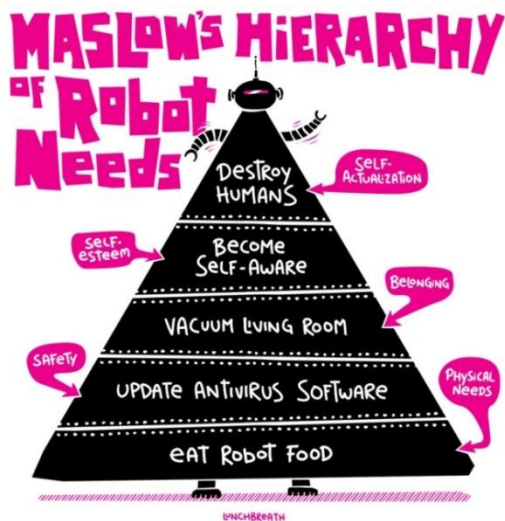 MASLOW'S HIERARCHY
OF Robot
Needs
DESTROY
HUMANS
SELF-
ACTUALIZATION
SELF-
esteem
BECOME
SELF-AWARE
BELONGING
VACUUM LIVING ROOM
SAFETY
UPDATE ANTIVIRUS SOFTWARE
PHYSICAL
NEEDS
eAT RoboT FOOD
LUNCHBREATH